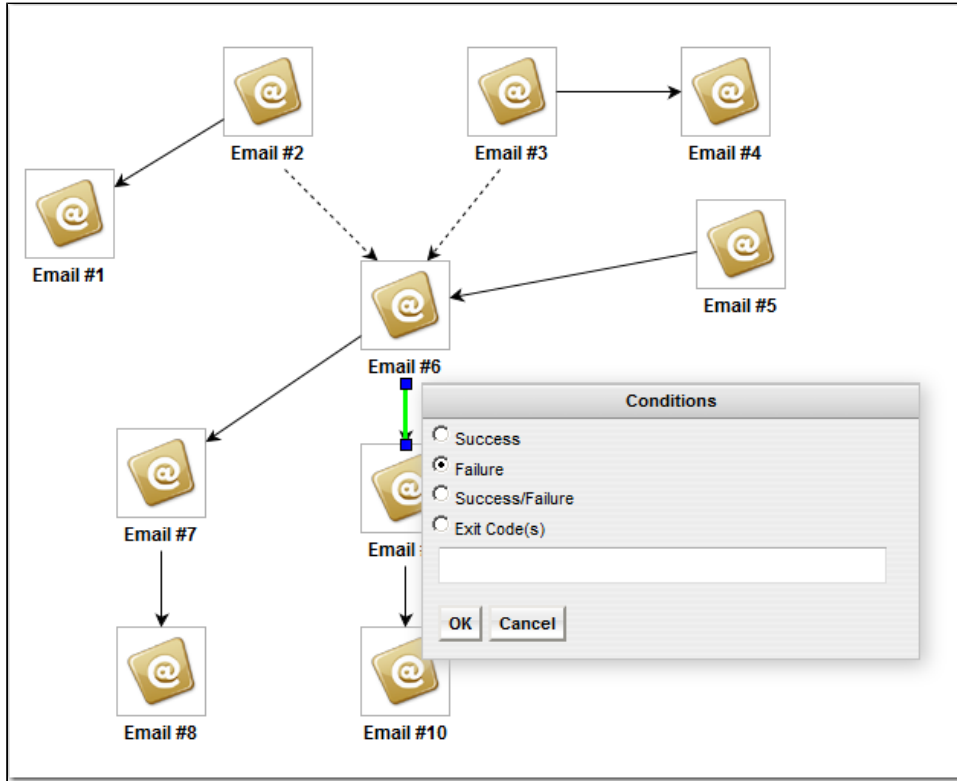 Email #2
Email #3
Email #4
Email #1
Email #5
Email #6
Conditions
Success
Failure
Success/Failure
Exit Code(s)
OK
Cancel
Email #7
Email
Email #8
Email #10